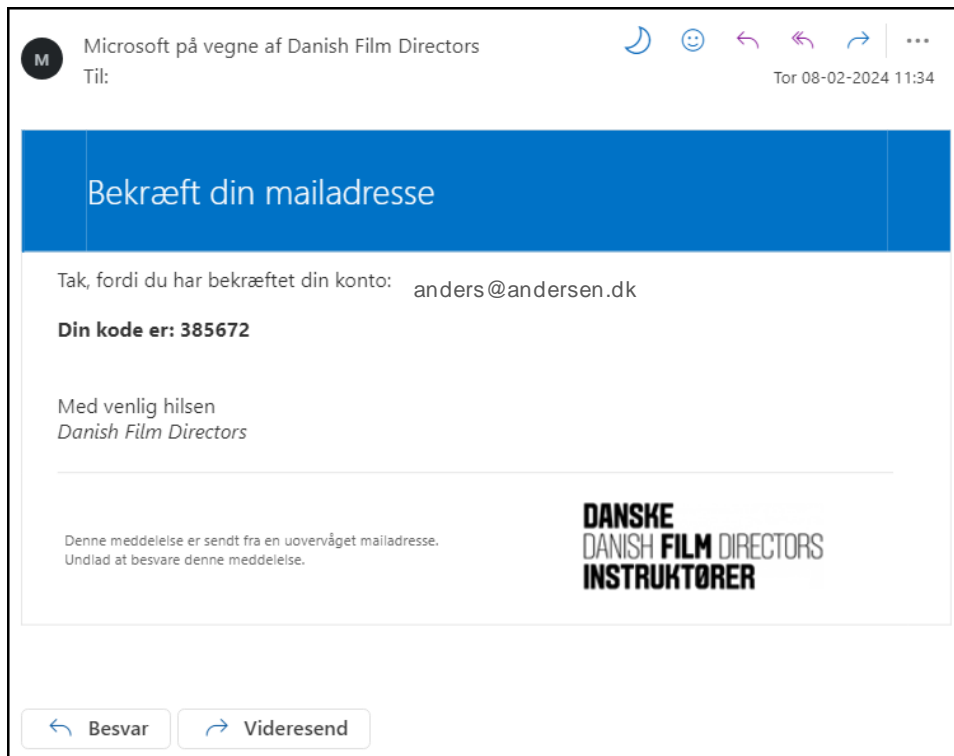 M
Microsoft på vegne af Danish Film Directors
Til:
Tor 08-02-2024 11:34
Bekræft din mailadresse
Tak, fordi du har bekræftet din konto: anders@andersen.dk
Din kode er: 385672
Med venlig hilsen
Danish Film Directors
Denne meddelelse er sendt fra en uovervåget mailadresse.
Undlad at besvare denne meddelelse.
DANSKE
DANISH FILM DIRECTORS
INSTRUKTØRER
Besvar
Videresend